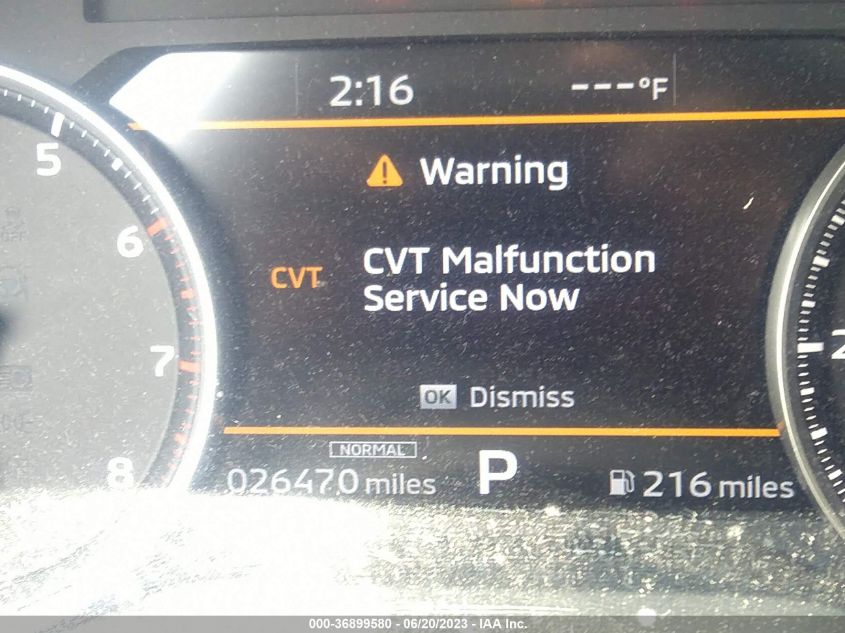 2:16 ---°F
5
Warning
6
CVT CVT Malfunction
Service Now
7
2
OK Dismiss
NORMAL
8
026470 miles P 216 miles
000-36899580 - 06/20/2023 - IAA Inc.